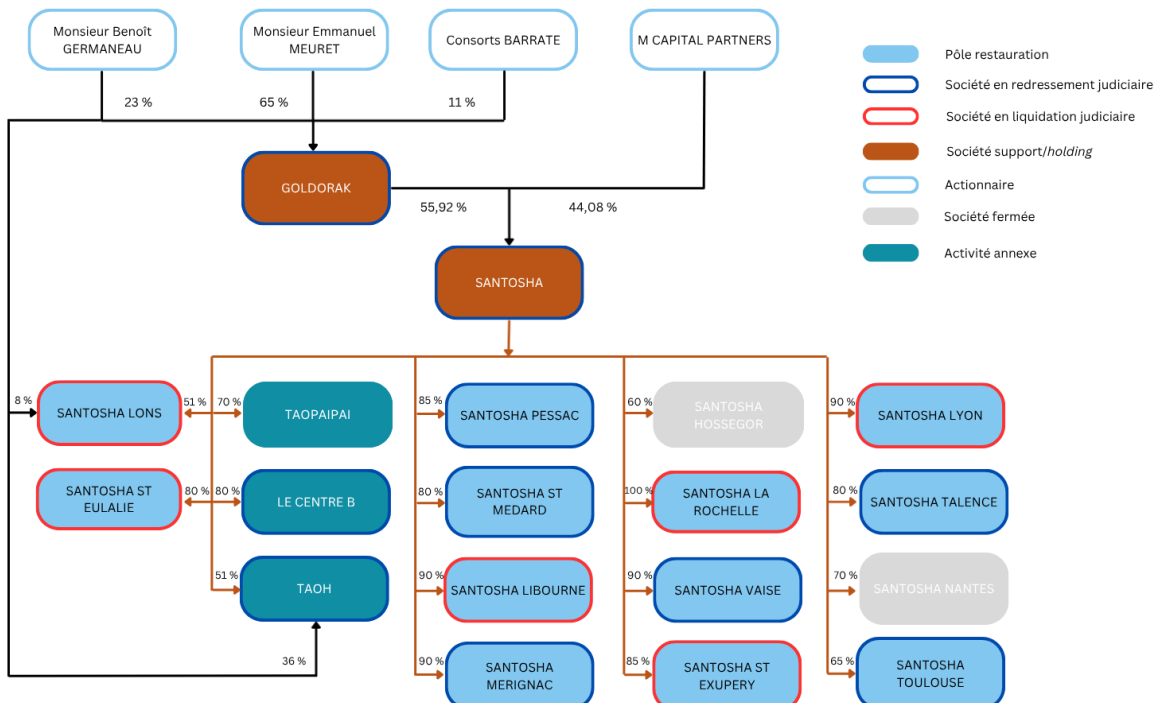 Monsieur Benoît
GERMANEAU
Monsieur Emmanuel
MEURET
Consorts BARRATE
M CAPITAL PARTNERS
Pôle restauration
Société en redressement judiciaire
Société en liquidation judiciaire
Société support/holding
Actionnaire
Société fermée
Activité annexe
23 %
65 %
11 %
GOLDORAK
55,92 %
44,08 %
SANTOSHA
8 %
SANTOSHA LONS
51 %
70 %
TAOPAIPAI
85 %
SANTOSHA PESSAC
60 %
SANTOSHA
HOSSEGOR
90 %
SANTOSHA LYON
SANTOSHA ST
EULALIE
80 %
80 %
LE CENTRE B
80 %
SANTOSHA ST
MEDARD
100 %
SANTOSHA LA
ROCHELLE
80 %
SANTOSHA TALENCE
51 %
TAOH
90 %
SANTOSHA LIBOURNE
90 %
SANTOSHA VAISE
70 %
SANTOSHA NANTES
36 %
90 %
SANTOSHA
MERIGNAC
85 %
SANTOSHA ST
EXUPERY
65 %
SANTOSHA
TOULOUSE